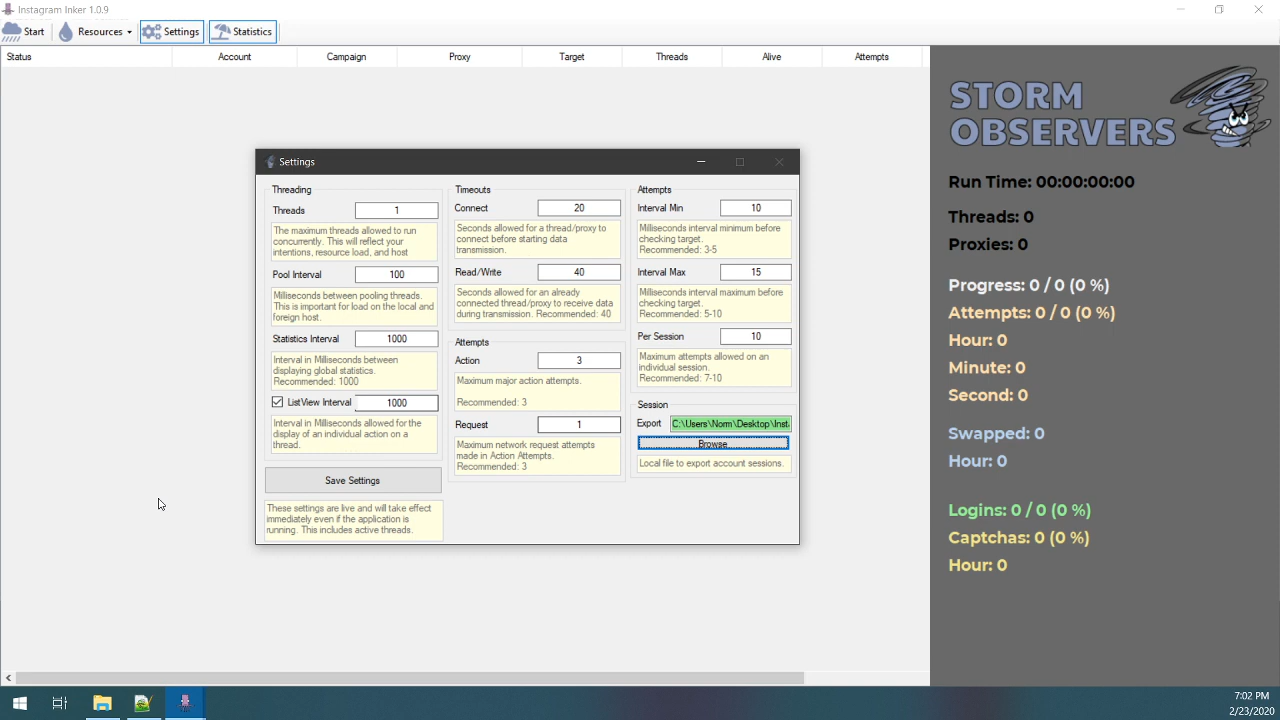 Instagram Inker 1.0.9
Start
Resources
Settings
Statistics
Status Account Campaign Proxy Target Threads Alive Attempts
STORM
OBSERVERS
Run Time: 00:00:00:00
Threads: 0
Proxies: 0
Progress: 0 / 0 (0 %)
Attempts: 0 / 0 (0 %)
Hour: 0
Minute: 0
Second: 0
Swapped: 0
Hour: 0
Logins: 0 / 0 (0 %)
Captchas: 0 (0 %)
Hour: 0
Settings
Threading
Threads 1
The maximum threads allowed to run
concurrently. This will reflect your
intentions, resource load, and host
Pool Interval 100
Milliseconds between pooling threads.
This is important for load on the local and
foreign host.
Statistics Interval 1000
Interval in Milliseconds between
displaying global statistics.
Recommended: 1000
ListView Interval 1000
Interval in Milliseconds allowed for the
display of an individual action on a
thread.
Save Settings
These settings are live and will take effect
immediately even if the application is
running. This includes active threads.
Timeouts
Connect 20
Seconds allowed for a thread/proxy to
connect before starting data
transmission.
Read/Write 40
Seconds allowed for an already
connected thread/proxy to receive data
during transmission. Recommended: 40
Attempts
Action 3
Maximum major action attempts.
Recommended: 3
Request 1
Maximum network request attempts
made in Action Attempts.
Recommended: 3
Attempts
Interval Min 10
Milliseconds interval minimum before
checking target.
Recommended: 3-5
Interval Max 15
Milliseconds interval maximum before
checking target.
Recommended: 5-10
Per Session 10
Maximum attempts allowed on an
individual session.
Recommended: 7-10
Session
Export C:\Users\Norm\Desktop\Insta
Browse
Local file to export account sessions.
7:02 PM
2/23/2020